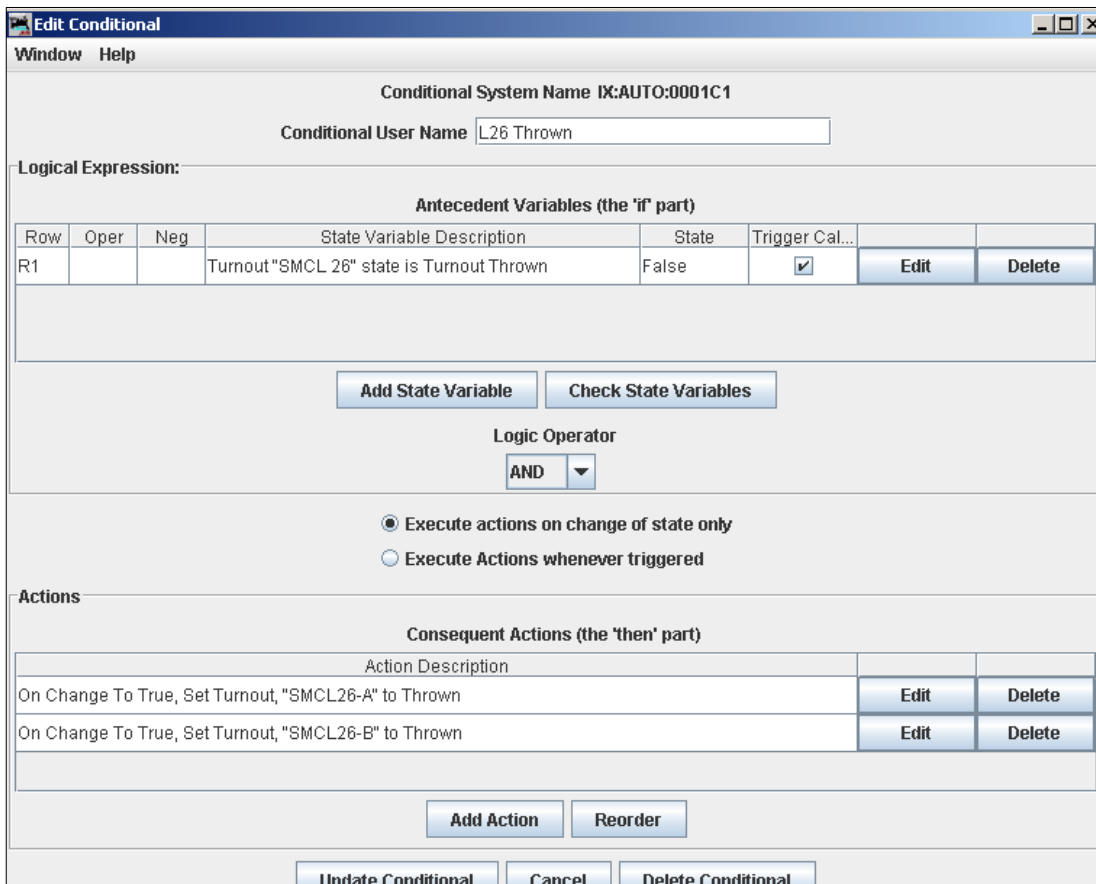 Edit Conditional
Window Help
Conditional System Name IX:AUTO:0001C1
Conditional User Name L26 Thrown
Logical Expression:
Antecedent Variables (the 'if' part)
Row Oper Neg State Variable Description State Trigger Cal...
R1 Turnout "SMCL 26" state is Turnout Thrown False Edit Delete
Add State Variable Check State Variables
Logic Operator
AND
Execute actions on change of state only
Execute Actions whenever triggered
Actions
Consequent Actions (the 'then' part)
Action Description
On Change To True, Set Turnout, "SMCL26-A" to Thrown Edit Delete
On Change To True, Set Turnout, "SMCL26-B" to Thrown Edit Delete
Add Action Reorder
Update Conditional Cancel Delete Conditional